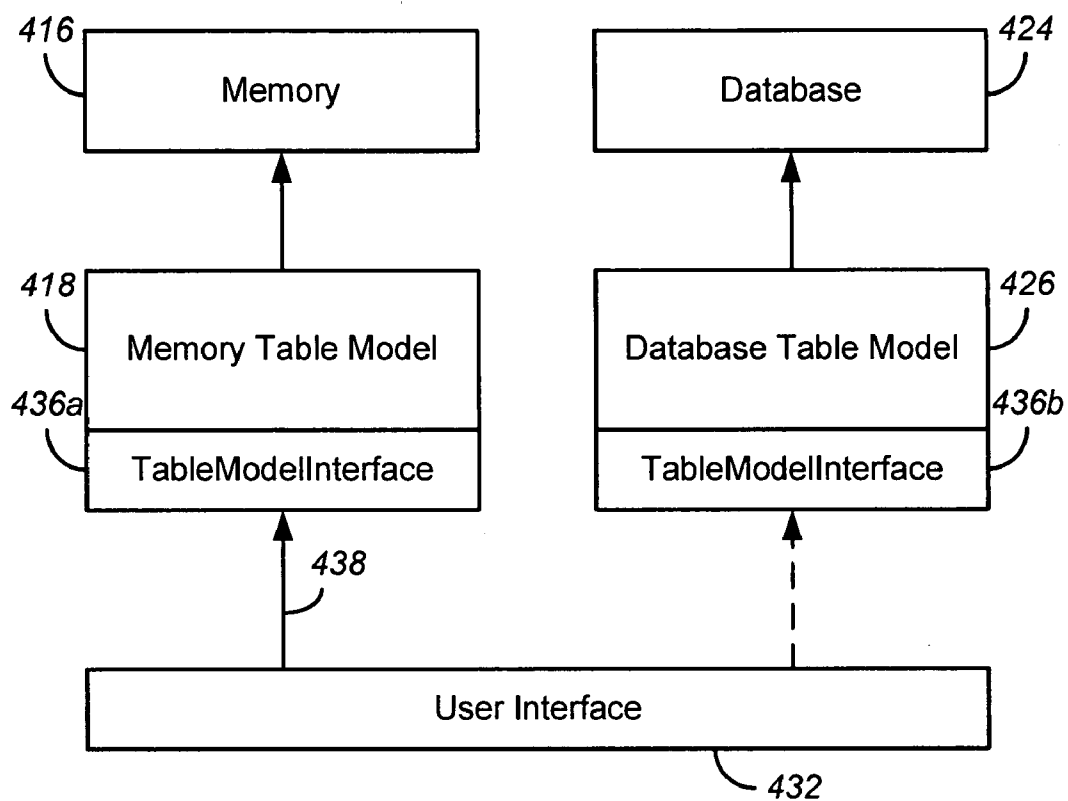 416
424
Memory
Database
418
426
Memory Table Model
Database Table Model
436a
436b
TableModelInterface
TableModelInterface
438
User Interface
432